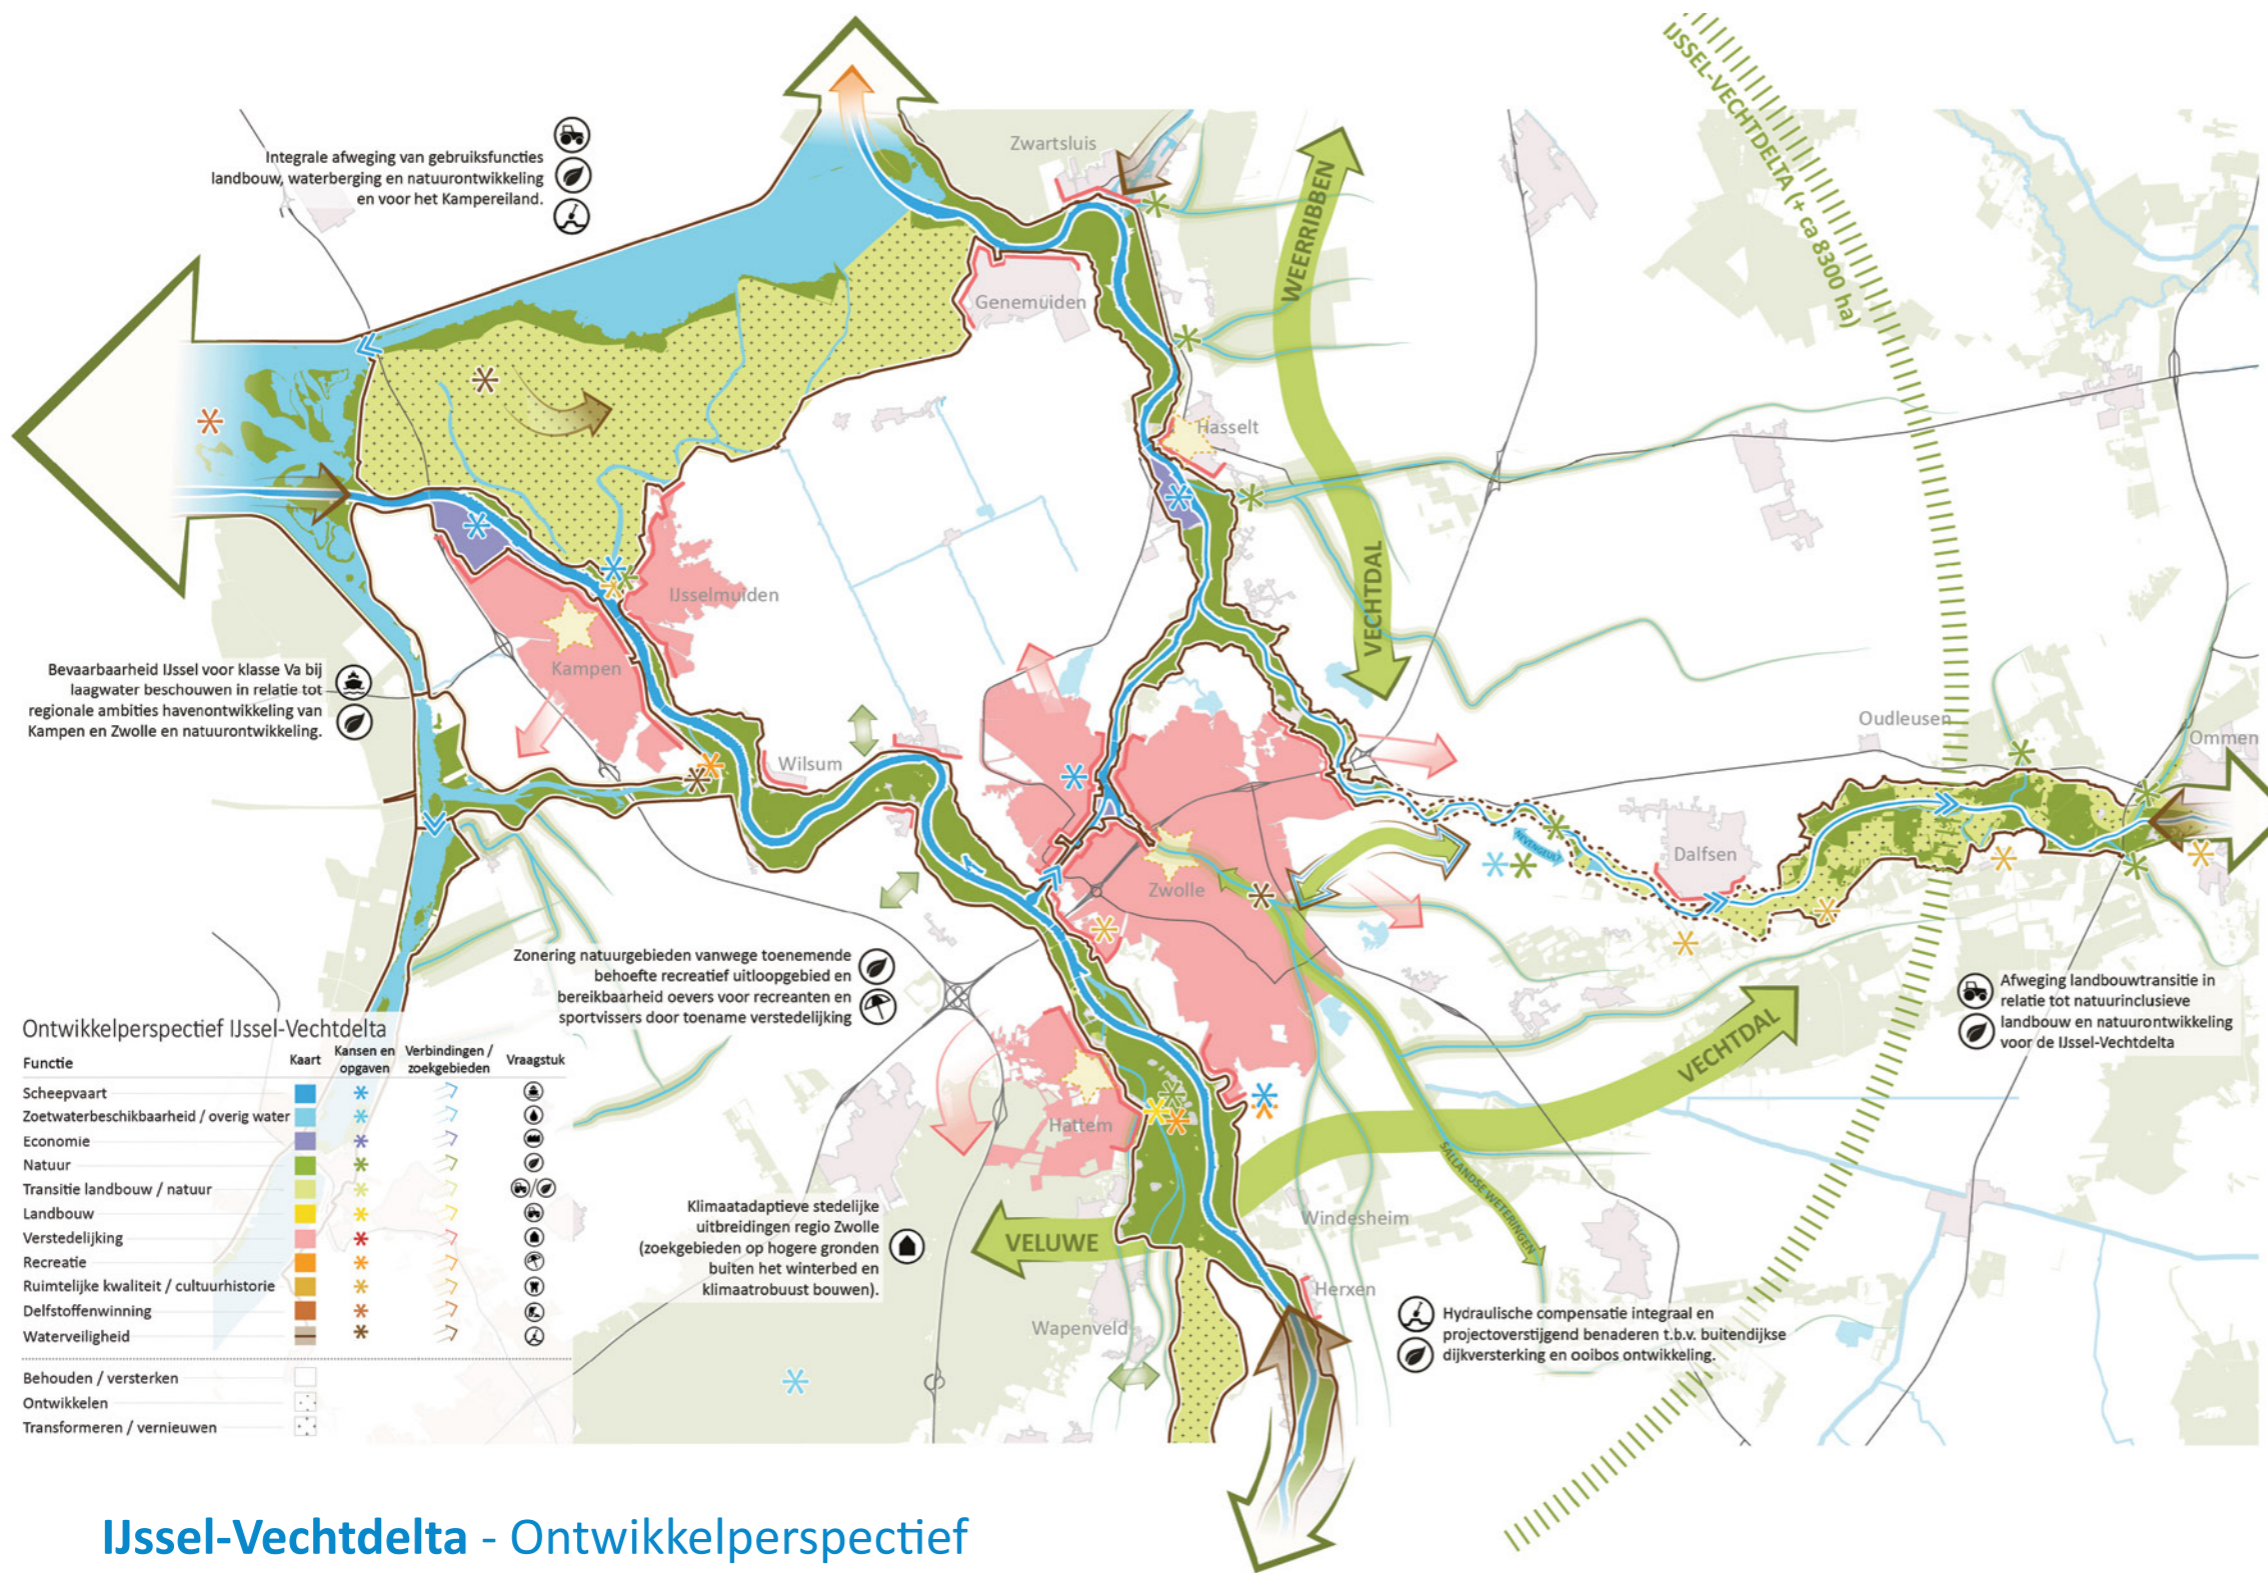 IJSSEL-VECHTDELTA (+ ca 8300 ha)
Integrale afweging van gebruiksfuncties
landbouw, waterberging en natuurontwikkeling
en voor het Kampereiland.
Zwartsluis
WEERRIBBEN
Genemuiden
Hasselt
VECHTDAL
IJsselmuiden
Kampen
Bevaarbaarheid IJssel voor klasse Va bij
laagwater beschouwen in relatie tot
regionale ambities havenontwikkeling van
Kampen en Zwolle en natuurontwikkeling.
Wilsum
Oudleusen
Ommen
NEVENGEUL?
Dalfsen
Zwolle
Zonering natuurgebieden vanwege toenemende
behoefte recreatief uitloopgebied en
bereikbaarheid oevers voor recreanten en
sportvissers door toename verstedelijking
Afweging landbouwtransitie in
relatie tot natuurinclusieve
landbouw en natuurontwikkeling
voor de IJssel-Vechtdelta
VECHTDAL
Hattem
SALLANDSE WETERINGEN
Klimaatadaptieve stedelijke
uitbreidingen regio Zwolle
(zoekgebieden op hogere gronden
buiten het winterbed en
klimaatrobuust bouwen).
VELUWE
Windesheim
Herxen
Wapenveld
Hydraulische compensatie integraal en
projectoverstijgend benaderen t.b.v. buitendijkse
dijkversterking en ooibos ontwikkeling.
Ontwikkelperspectief IJssel-Vechtdelta
Functie Kaart Kansen en opgaven Verbindingen / zoekgebieden Vraagstuk
Scheepvaart
Zoetwaterbeschikbaarheid / overig water
Economie
Natuur
Transitie landbouw / natuur
Landbouw
Verstedelijking
Recreatie
Ruimtelijke kwaliteit / cultuurhistorie
Delfstoffenwinning
Waterveiligheid
Behouden / versterken
Ontwikkelen
Transformeren / vernieuwen
IJssel-Vechtdelta - Ontwikkelperspectief